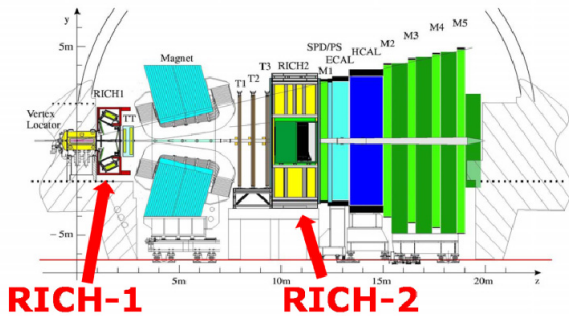 y
5m
Magnet
RICH1
TT
Vertex
Locator
T1
T2
T3
RICH2
SPD/PS
ECAL
HCAL
M1
M2
M3
M4
M5
-5m
5m
10m
15m
20m
z
RICH-1
RICH-2